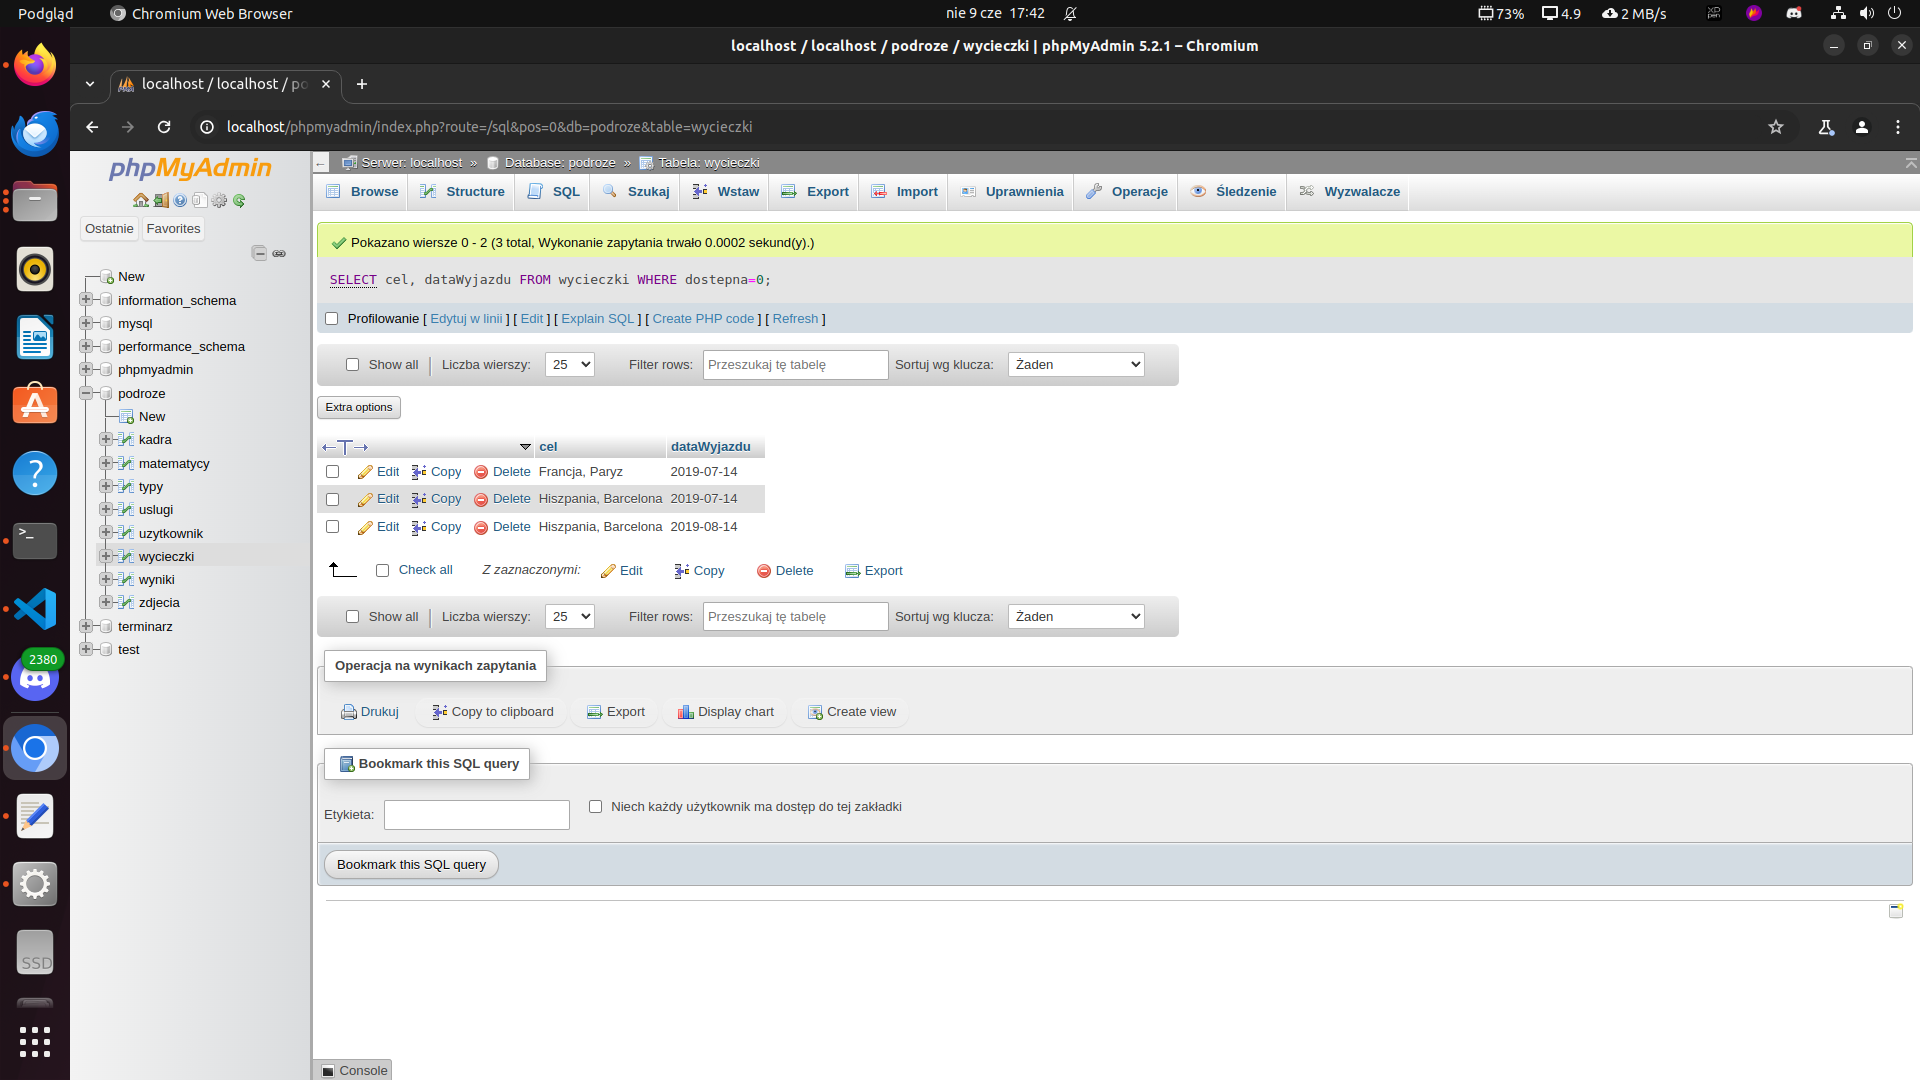 Podgląd
Chromium Web Browser
nie 9 cze 17:42
73%
4.9
2 MB/s
localhost / localhost / podroze / wycieczki | phpMyAdmin 5.2.1 – Chromium
localhost / localhost / po
localhost/phpmyadmin/index.php?route=/sql&pos=0&db=podroze&table=wycieczki
phpMyAdmin
Ostatnie
Favorites
New
information_schema
mysql
performance_schema
phpmyadmin
podroze
New
kadra
matematycy
typy
uslugi
uzytkownik
wycieczki
wyniki
zdjecia
terminarz
test
2380
SSD
Serwer: localhost » Database: podroze » Tabela: wycieczki
Browse
Structure
SQL
Szukaj
Wstaw
Export
Import
Uprawnienia
Operacje
Śledzenie
Wyzwalacze
Pokazano wiersze 0 - 2 (3 total, Wykonanie zapytania trwało 0.0002 sekund(y).)
SELECT cel, dataWyjazdu FROM wycieczki WHERE dostepna=0;
Profilowanie [ Edytuj w linii ] [ Edit ] [ Explain SQL ] [ Create PHP code ] [ Refresh ]
Show all | Liczba wierszy: 25 Filter rows: Przeszukaj tę tabelę Sortuj wg klucza: Żaden
Extra options
cel dataWyjazdu
Edit Copy Delete Francja, Paryz 2019-07-14
Edit Copy Delete Hiszpania, Barcelona 2019-07-14
Edit Copy Delete Hiszpania, Barcelona 2019-08-14
Check all Z zaznaczonymi: Edit Copy Delete Export
Show all | Liczba wierszy: 25 Filter rows: Przeszukaj tę tabelę Sortuj wg klucza: Żaden
Operacja na wynikach zapytania
Drukuj Copy to clipboard Export Display chart Create view
Bookmark this SQL query
Etykieta: Niech każdy użytkownik ma dostęp do tej zakładki
Bookmark this SQL query
Console